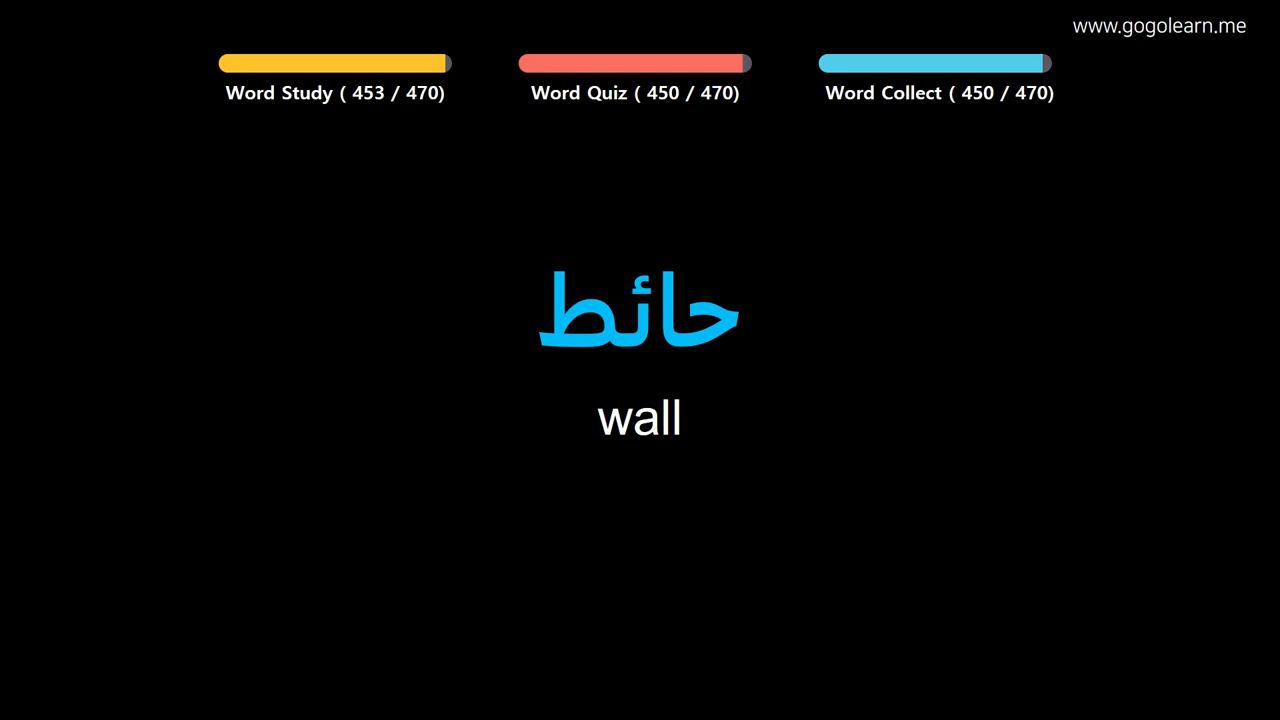 www.gogolearn.me
Word Study ( 453 / 470)
Word Quiz ( 450 / 470)
Word Collect ( 450 / 470)
حائط
wall